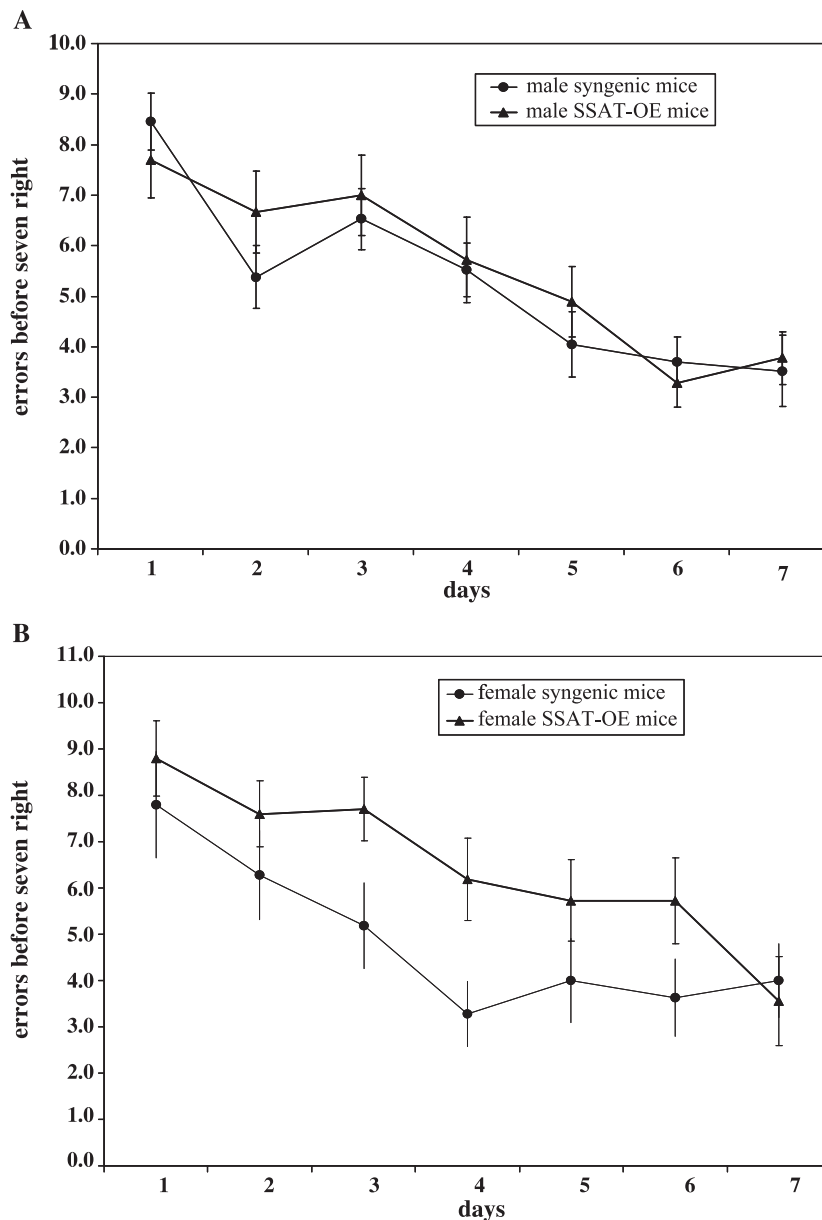 A
10.0
9.0
8.0
7.0
6.0
5.0
4.0
3.0
2.0
1.0
0.0
errors before seven right
male syngenic mice
male SSAT-OE mice
1 2 3 4 5 6 7
days
B
11.0
10.0
9.0
8.0
7.0
6.0
5.0
4.0
3.0
2.0
1.0
0.0
errors before seven right
female syngenic mice
female SSAT-OE mice
1 2 3 4 5 6 7
days